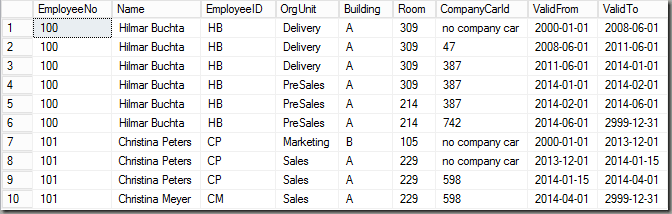 EmployeeNo Name EmployeeID OrgUnit Building Room CompanyCarId ValidFrom ValidTo
1 100 Hilmar Buchta HB Delivery A 309 no company car 2000-01-01 2008-06-01
2 100 Hilmar Buchta HB Delivery A 309 47 2008-06-01 2011-06-01
3 100 Hilmar Buchta HB Delivery A 309 387 2011-06-01 2014-01-01
4 100 Hilmar Buchta HB PreSales A 309 387 2014-01-01 2014-02-01
5 100 Hilmar Buchta HB PreSales A 214 387 2014-02-01 2014-06-01
6 100 Hilmar Buchta HB PreSales A 214 742 2014-06-01 2999-12-31
7 101 Christina Peters CP Marketing B 105 no company car 2000-01-01 2013-12-01
8 101 Christina Peters CP Sales A 229 no company car 2013-12-01 2014-01-15
9 101 Christina Peters CP Sales A 229 598 2014-01-15 2014-04-01
10 101 Christina Meyer CM Sales A 229 598 2014-04-01 2999-12-31